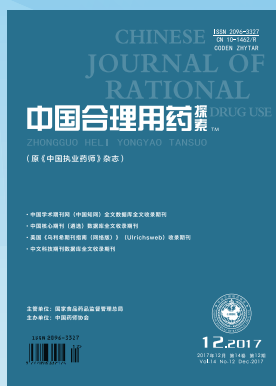 ISSN 2096-3327
CN 10-1462/R
CODEN ZHYTAR
CHINESE
JOURNAL OF
RATIONAL
DRUG USE
中国合理用药探索™
ZHONGGUO HELI YONGYAO TANSUO
（原《中国执业药师》杂志）
·中国学术期刊网（中国知网）全文数据库全文收录期刊
·中国核心期刊（遴选）数据库全文收录期刊
·美国《乌利希期刊指南（网络版）》（Ulrichsweb）收录期刊
·中文科技期刊数据库全文收录期刊
主管单位：国家食品药品监督管理总局
主办单位：中国药师协会
ISSN 2096-3327
12.2017
2017年12月 第14卷 第12期
Vol.14 No.12 Dec.2017